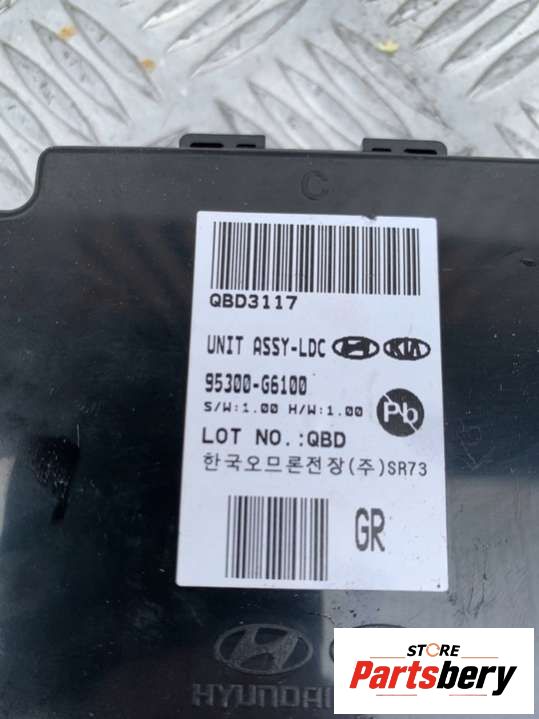 C
QBD3117
UNIT ASSY-LDC KIA
95300-G6100
S/W:1.00 H/W:1.00 Pb
LOT NO.:QBD
한국오므론전장(주)SR73
GR
HYUNDAI
STORE
Partsbery